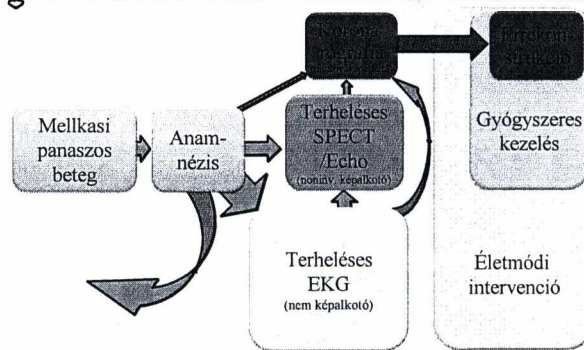 Mellkasi
panaszos
beteg
Anam-
nézis
Terheléses
SPECT
/Echo
(noninv. képalkotó)
Terheléses
EKG
(nem képalkotó)
Gyógyszeres
kezelés
Életmódi
intervenció